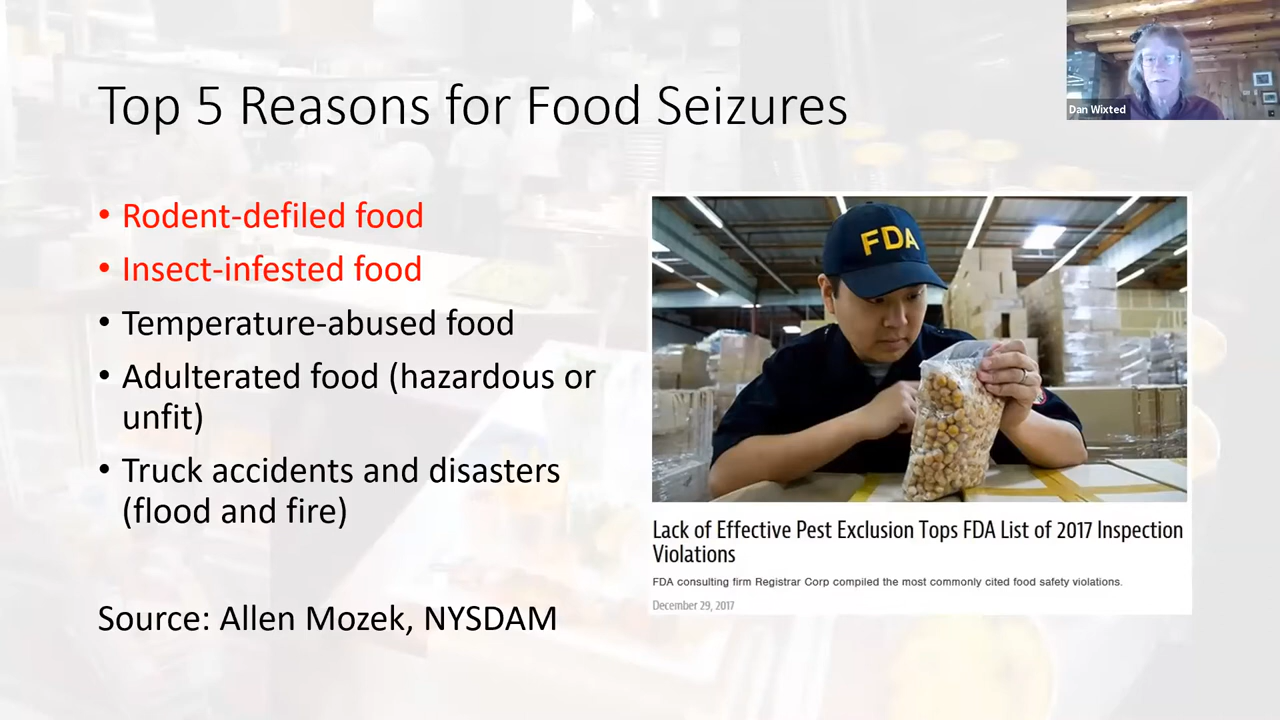 Top 5 Reasons for Food Seizures
Dan Wixted
• Rodent-defiled food
• Insect-infested food
• Temperature-abused food
• Adulterated food (hazardous or
unfit)
• Truck accidents and disasters
(flood and fire)
Source: Allen Mozek, NYSDAM
FDA
Lack of Effective Pest Exclusion Tops FDA List of 2017 Inspection
Violations
FDA consulting firm Registrar Corp compiled the most commonly cited food safety violations.
December 29, 2017